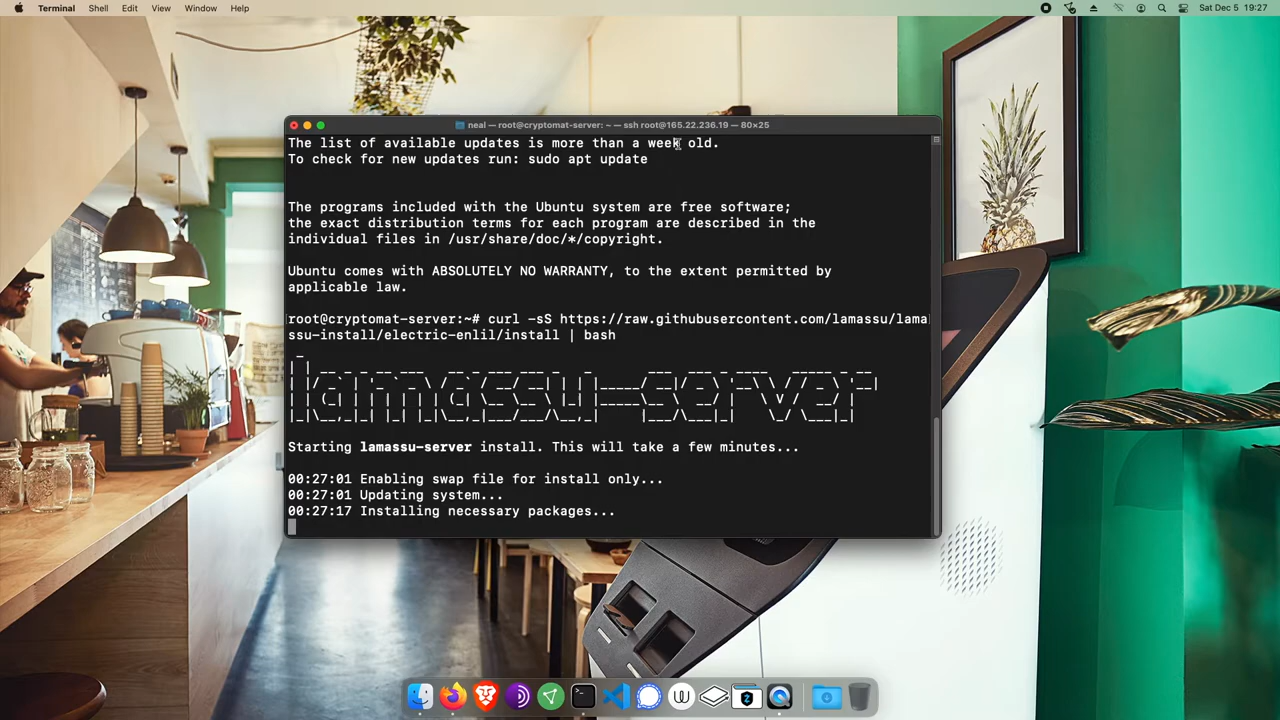 Terminal Shell Edit View Window Help Sat Dec 5 19:27
neal — root@cryptomat-server: ~ — ssh root@165.22.236.19 — 80×25
The list of available updates is more than a week old.
To check for new updates run: sudo apt update
The programs included with the Ubuntu system are free software;
the exact distribution terms for each program are described in the
individual files in /usr/share/doc/*/copyright.
Ubuntu comes with ABSOLUTELY NO WARRANTY, to the extent permitted by
applicable law.
root@cryptomat-server:~# curl -sS https://raw.githubusercontent.com/lamassu/lama
ssu-install/electric-enlil/install | bash
lamassu-server
Starting lamassu-server install. This will take a few minutes...
00:27:01 Enabling swap file for install only...
00:27:01 Updating system...
00:27:17 Installing necessary packages...